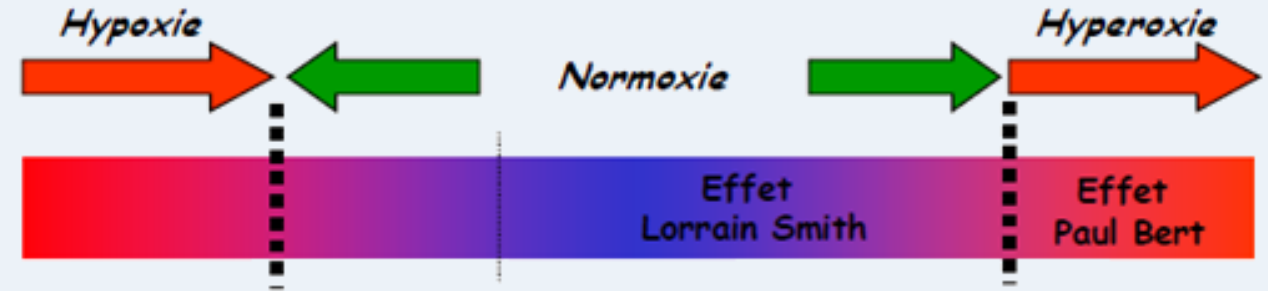 Hypoxie
Hyperoxie
Normoxie
Effet
Lorrain Smith
Effet
Paul Bert